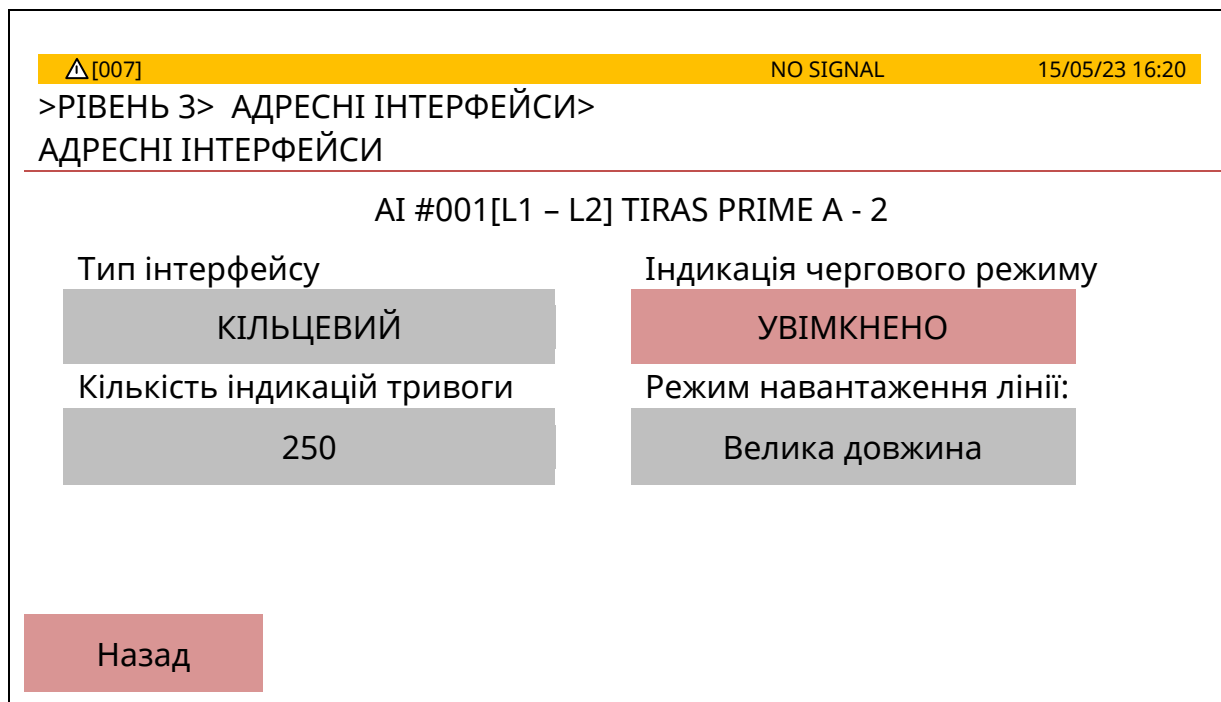 ⚠[007] NO SIGNAL 15/05/23 16:20
>РІВЕНЬ 3> АДРЕСНІ ІНТЕРФЕЙСИ>
АДРЕСНІ ІНТЕРФЕЙСИ
АІ #001[L1 – L2] TIRAS PRIME A - 2
Тип інтерфейсу Індикація чергового режиму
КІЛЬЦЕВИЙ УВІМКНЕНО
Кількість індикацій тривоги Режим навантаження лінії:
250 Велика довжина
Назад